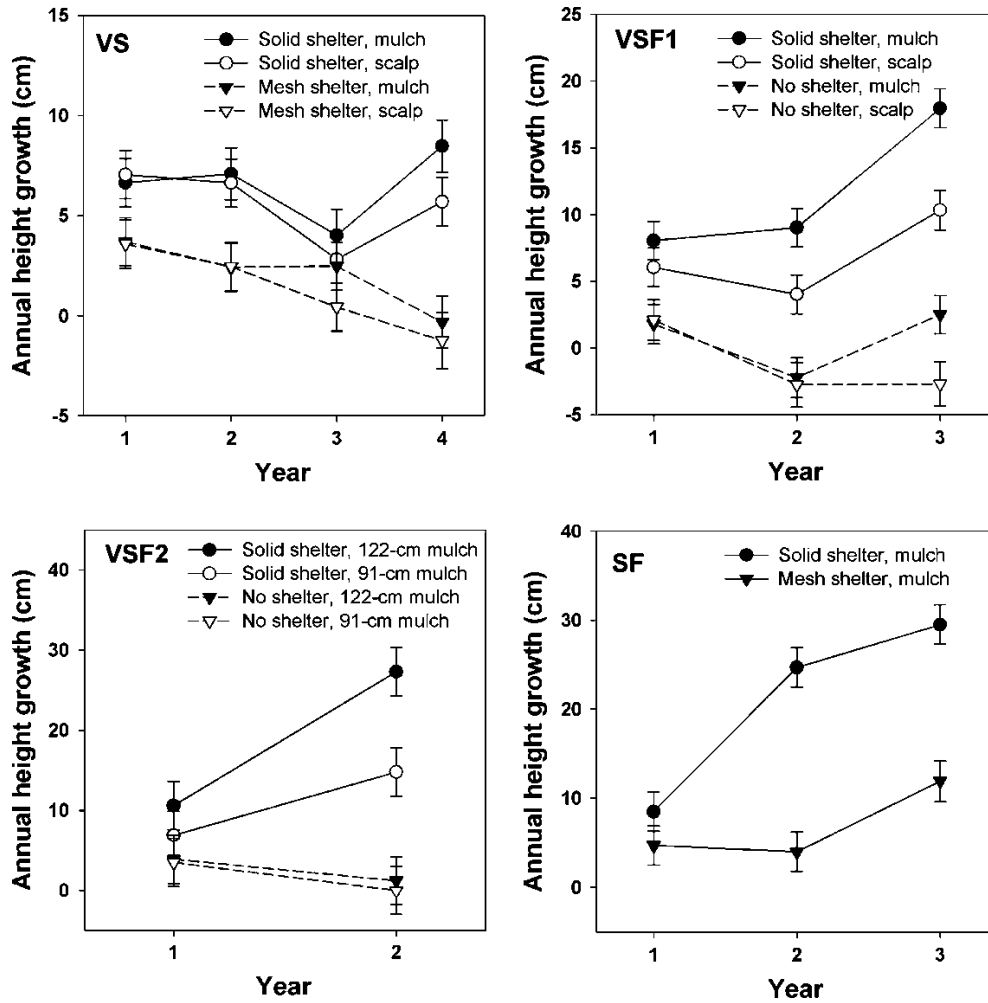 VS
Solid shelter, mulch
Solid shelter, scalp
Mesh shelter, mulch
Mesh shelter, scalp
Annual height growth (cm)
15
10
5
0
-5
1 2 3 4
Year
VSF1
Solid shelter, mulch
Solid shelter, scalp
No shelter, mulch
No shelter, scalp
Annual height growth (cm)
25
20
15
10
5
0
-5
1 2 3
Year
VSF2
Solid shelter, 122-cm mulch
Solid shelter, 91-cm mulch
No shelter, 122-cm mulch
No shelter, 91-cm mulch
Annual height growth (cm)
40
30
20
10
0
1 2
Year
SF
Solid shelter, mulch
Mesh shelter, mulch
Annual height growth (cm)
40
30
20
10
0
1 2 3
Year